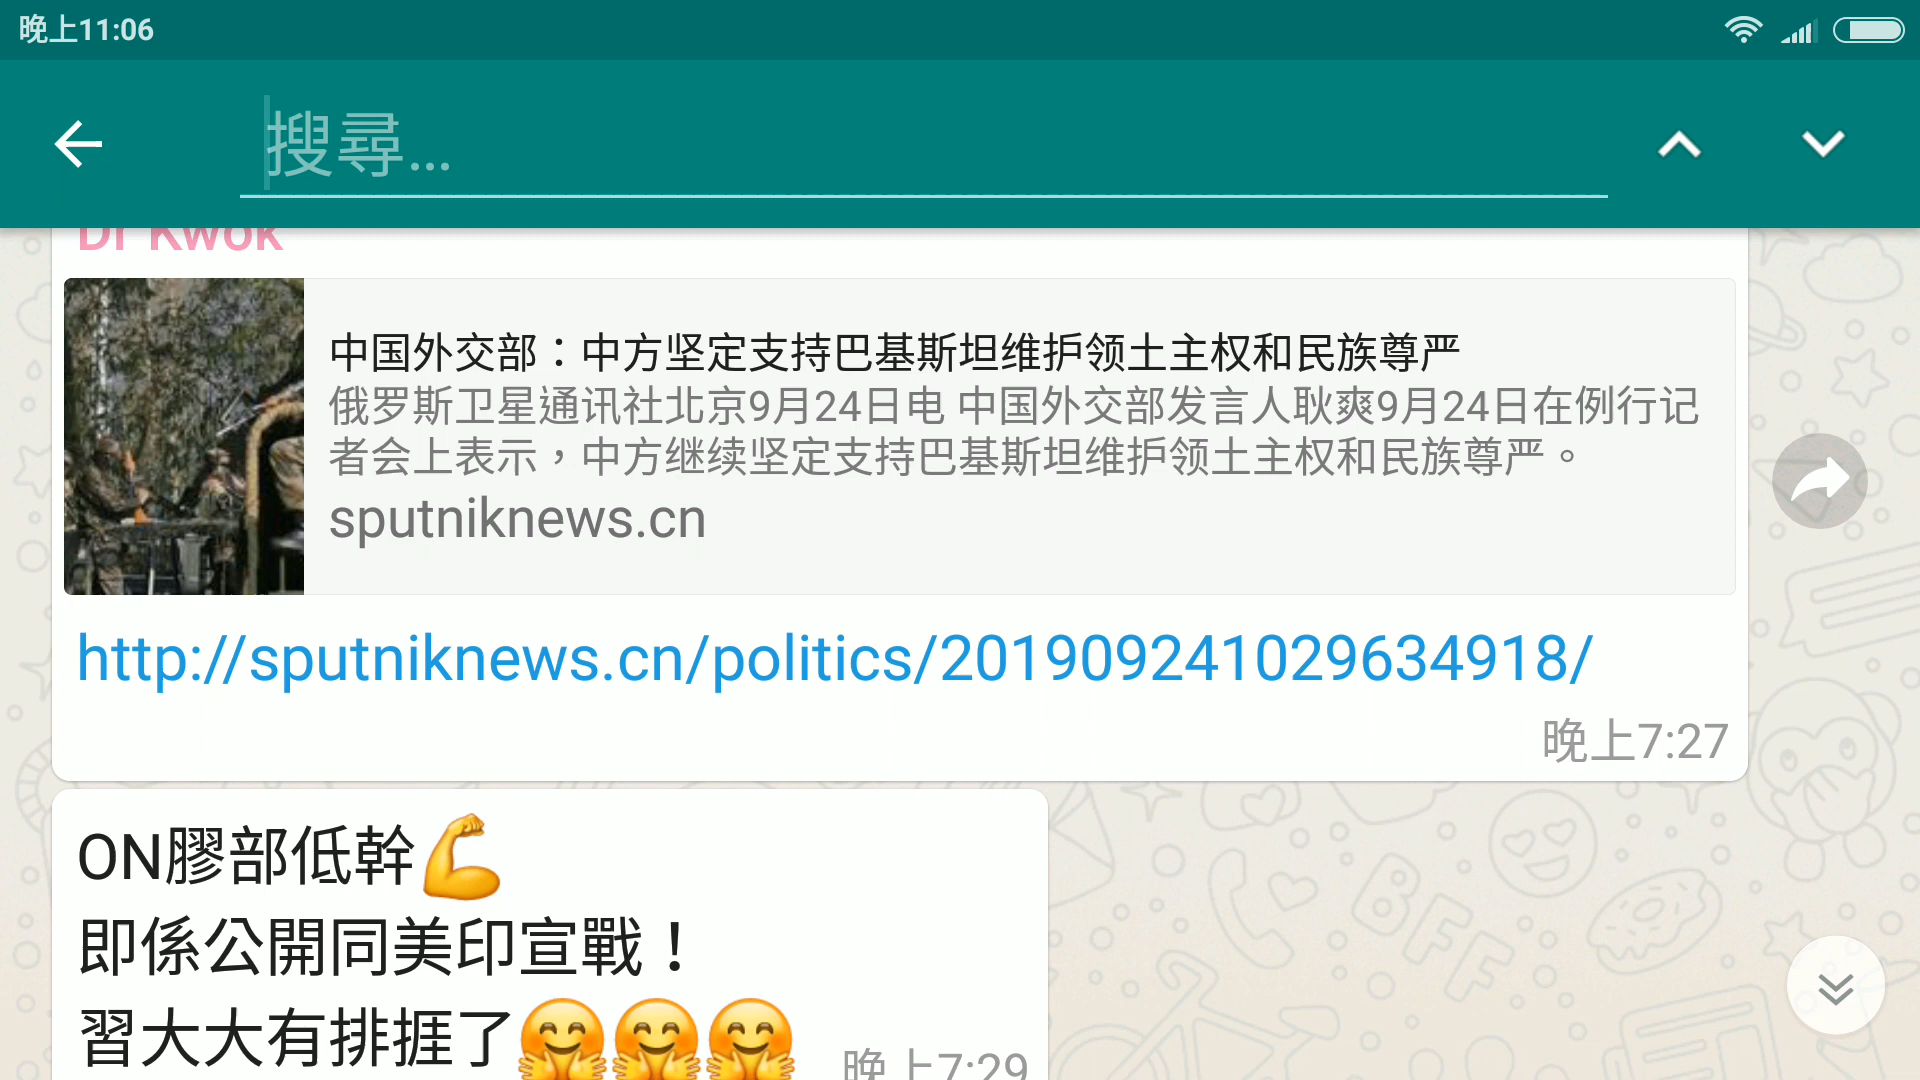 晚上11:06
搜尋...
Dr Kwok
中国外交部：中方坚定支持巴基斯坦维护领土主权和民族尊严
俄罗斯卫星通讯社北京9月24日电 中国外交部发言人耿爽9月24日在例行记
者会上表示，中方继续坚定支持巴基斯坦维护领土主权和民族尊严。
sputniknews.cn
http://sputniknews.cn/politics/201909241029634918/
晚上7:27
ON膠部低幹💪
即係公開同美印宣戰！
習大大有排捱了🤗🤗🤗
晚上7:29